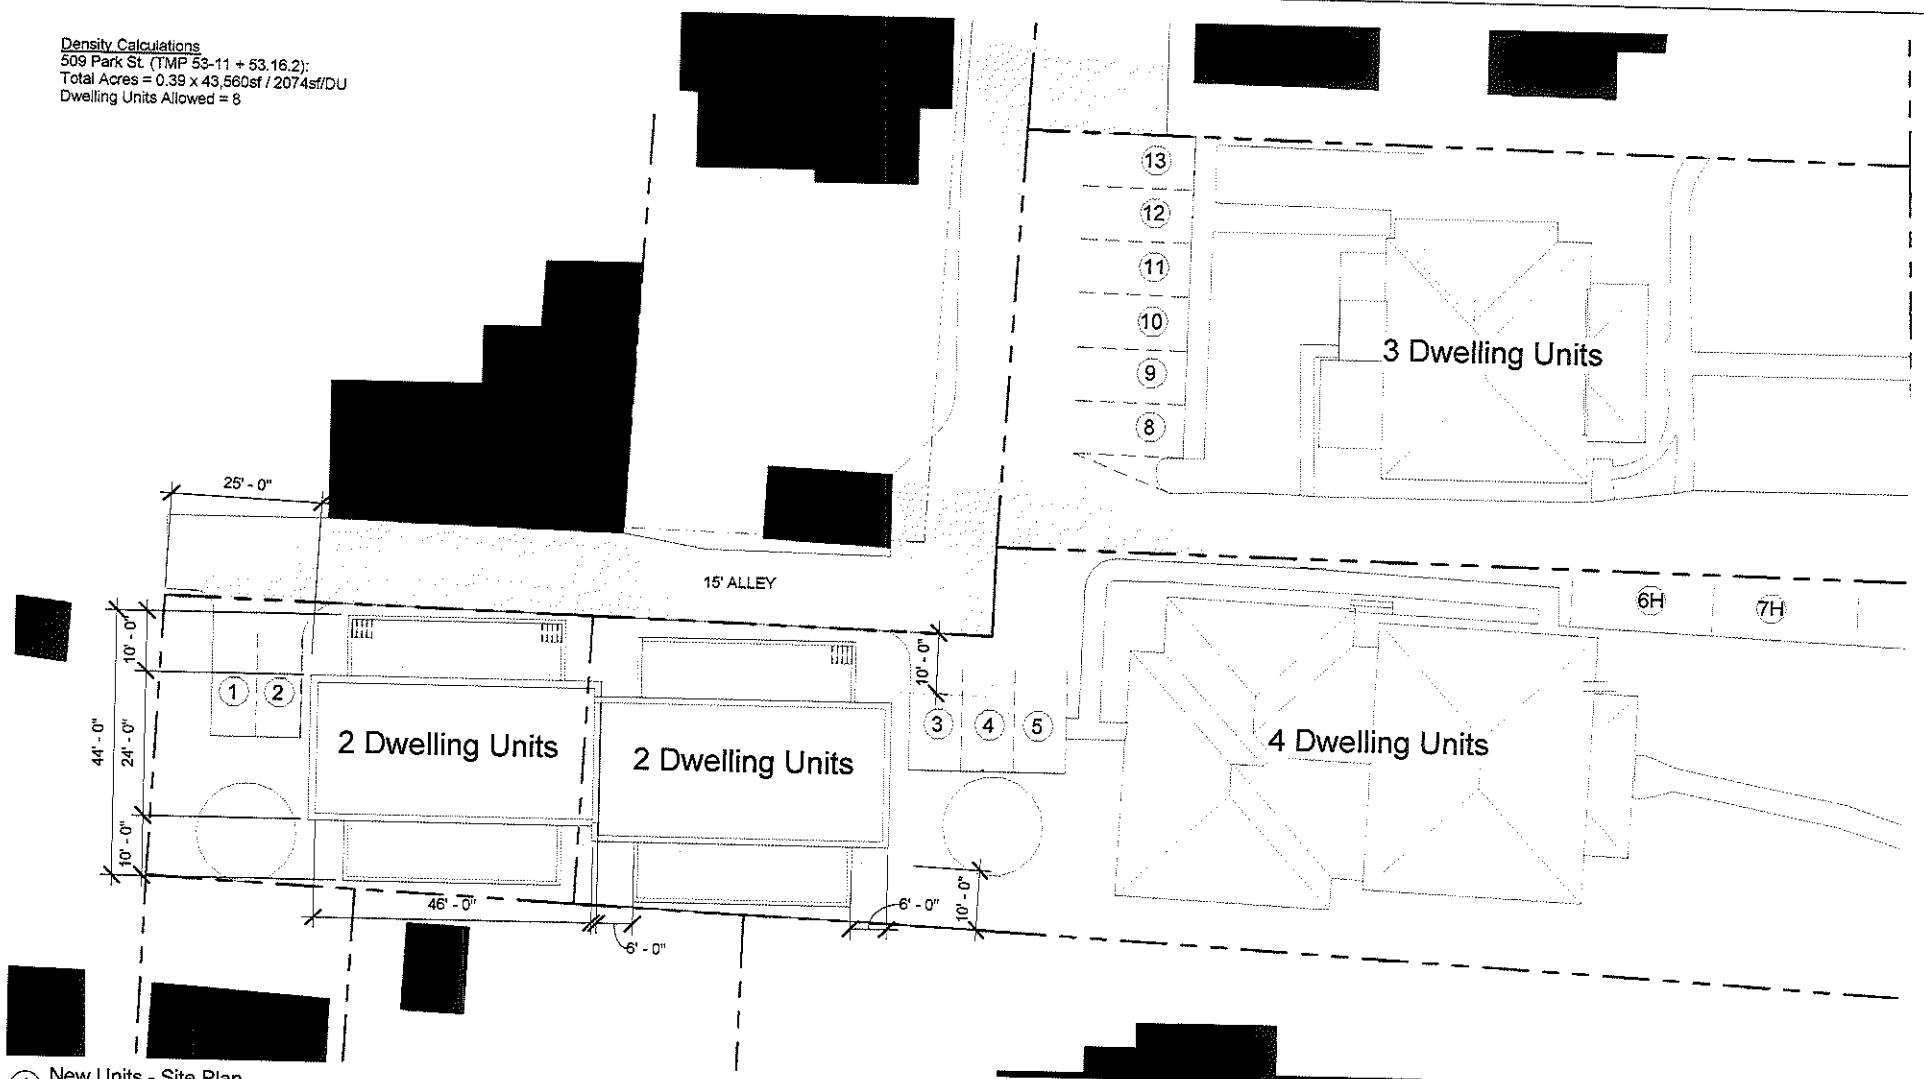 Density Calculations
509 Park St. (TMP 53-11 + 53.16.2):
Total Acres = 0.39 x 43,560sf / 2074sf/DU
Dwelling Units Allowed = 8
13
12
11
10
9
8
3 Dwelling Units
25' - 0"
15' ALLEY
6H
7H
10' - 0"
10' - 0"
1
2
3
4
5
44' - 0"
24' - 0"
2 Dwelling Units
2 Dwelling Units
4 Dwelling Units
10' - 0"
10' - 0"
46' - 0"
6' - 0"
6' - 0"
New Units - Site Plan